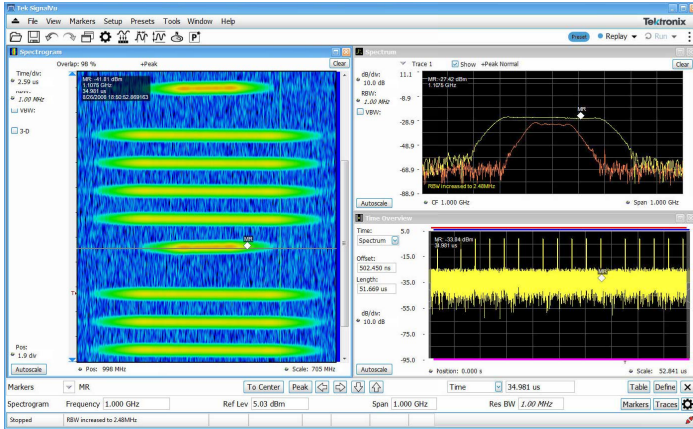 Tek SignalVu
File View Markers Setup Presets Tools Window Help
Tektronix
Preset Replay Run
Spectrogram
Overlap: 98 % +Peak Clear
Time/div:
2.59 us
RBW:
1.00 MHz
VBW:
3-D
MR: -41.81 dBm
1.1075 GHz
34.981 us
MR
T
Pos:
1.9 div
Autoscale Pos: 998 MHz Scale: 705 MHz
Spectrum
Trace 1 Show +Peak Normal Clear
dB/div:
10.0 dB
RBW:
1.00 MHz
VBW:
11.1
-8.9
-28.9
-48.9
-68.9
-88.9
MR: -27.42 dBm
1.1075 GHz
MR
RBW increased to 2.48MHz
Autoscale CF 1.000 GHz Span 1.000 GHz
Time Overview
Time:
Spectrum
Offset:
502.450 ns
Length:
51.669 us
dB/div:
10.0 dB
5.0
-15.0
-35.0
-55.0
-75.0
-95.0
MR: -33.84 dBm
34.981 us
MR
Autoscale Position: 0.000 s Scale: 52.841 us
Clear
Markers MR To Center Peak Time 34.981 us Table Define X
Spectrogram Frequency 1.000 GHz Ref Lev 5.03 dBm Span 1.000 GHz Res BW 1.00 MHz Markers Traces
Stopped RBW increased to 2.48MHz